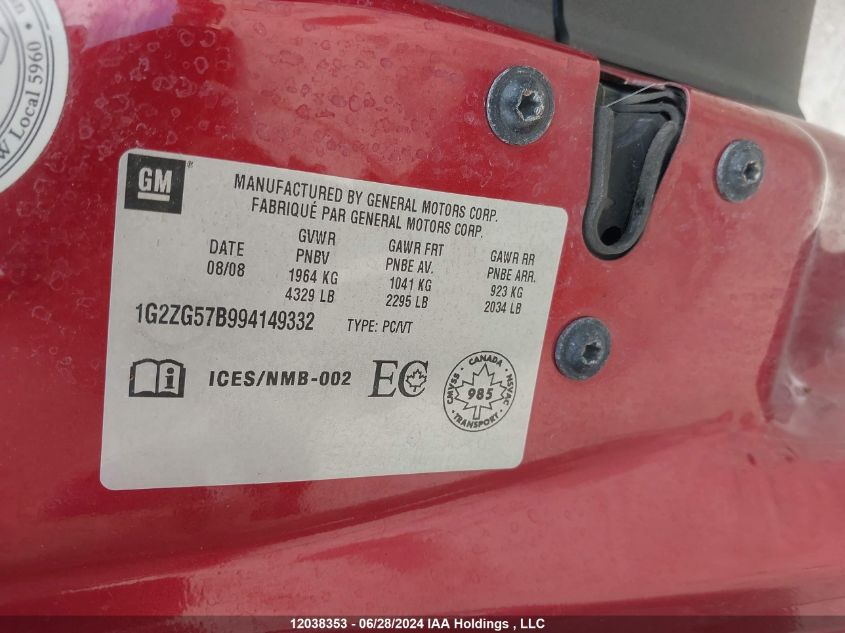 w Local 5960 •
GM ®
MANUFACTURED BY GENERAL MOTORS CORP.
FABRIQUÉ PAR GENERAL MOTORS CORP.
DATE GVWR GAWR FRT GAWR RR
08/08 PNBV PNBE AV. PNBE ARR.
1964 KG 1041 KG 923 KG
4329 LB 2295 LB 2034 LB
1G2ZG57B994149332 TYPE: PC/VT
i ICES/NMB-002 EC
CANADA
CMVSS 985 NSVAC
TRANSPORT
12038353 - 06/28/2024 IAA Holdings , LLC